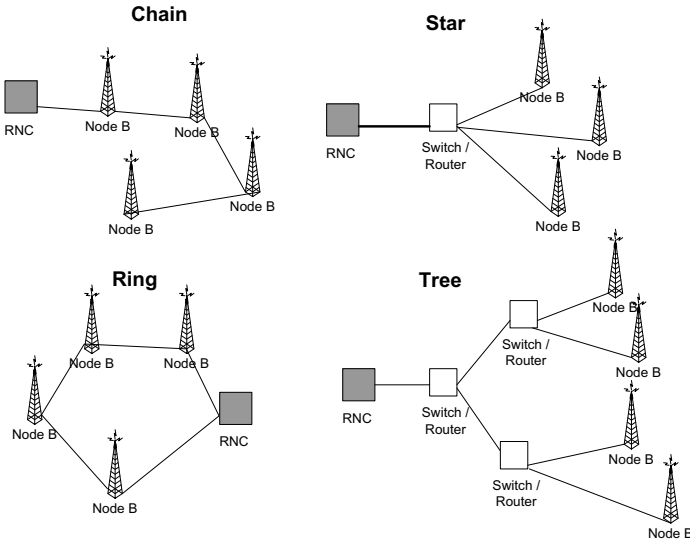 Chain
RNC
Node B
Node B
Node B
Node B
Star
RNC
Switch /
Router
Node B
Node B
Node B
Ring
Node B
Node B
Node B
RNC
Node B
Tree
RNC
Switch /
Router
Switch /
Router
Node B
Node B
Switch /
Router
Node B
Node B